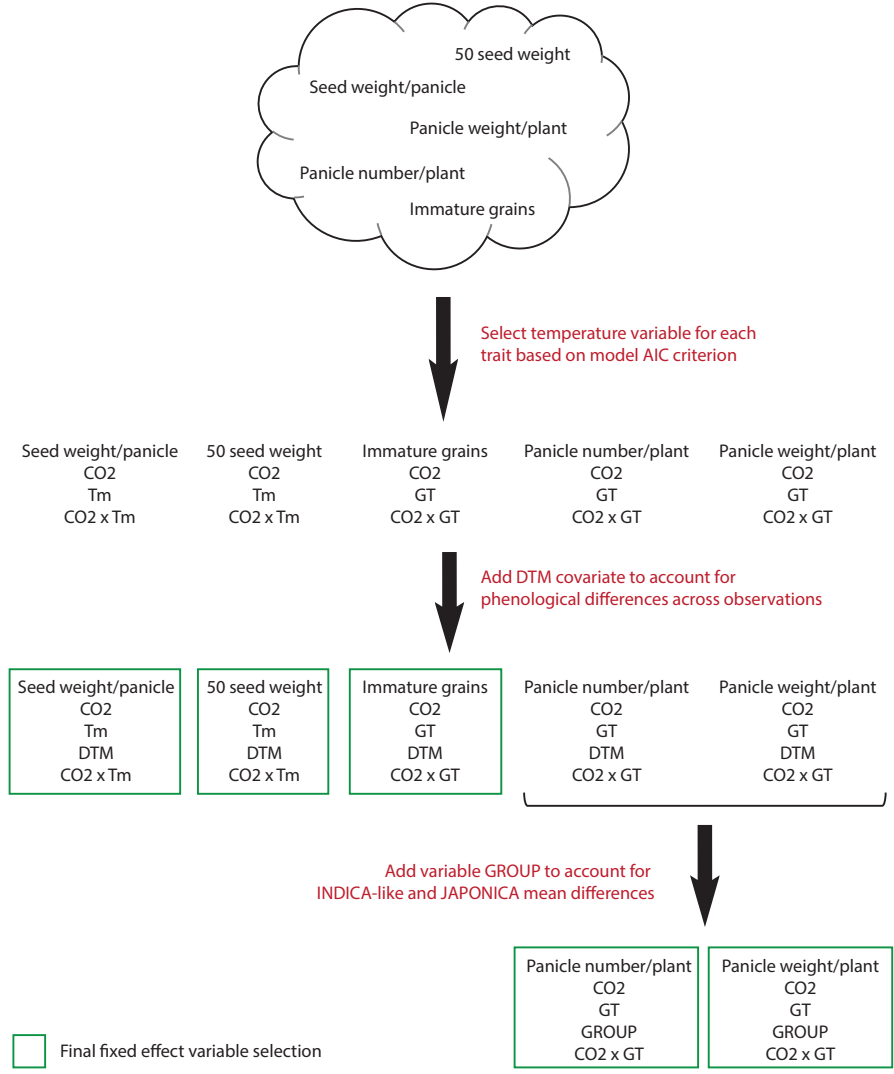 50 seed weight
Seed weight/panicle
Panicle weight/plant
Panicle number/plant
Immature grains
Select temperature variable for each
trait based on model AIC criterion
Seed weight/panicle
CO2
Tm
CO2 x Tm
50 seed weight
CO2
Tm
CO2 x Tm
Immature grains
CO2
GT
CO2 x GT
Panicle number/plant
CO2
GT
CO2 x GT
Panicle weight/plant
CO2
GT
CO2 x GT
Add DTM covariate to account for
phenological differences across observations
Seed weight/panicle
CO2
Tm
DTM
CO2 x Tm
50 seed weight
CO2
Tm
DTM
CO2 x Tm
Immature grains
CO2
GT
DTM
CO2 x GT
Panicle number/plant
CO2
GT
DTM
CO2 x GT
Panicle weight/plant
CO2
GT
DTM
CO2 x GT
Add variable GROUP to account for
INDICA-like and JAPONICA mean differences
Panicle number/plant
CO2
GT
GROUP
CO2 x GT
Panicle weight/plant
CO2
GT
GROUP
CO2 x GT
Final fixed effect variable selection